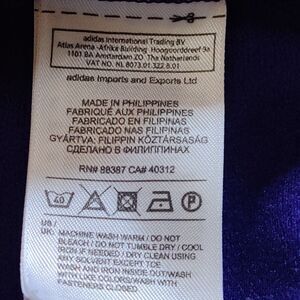 adidas International Trading BV
Atlas Arena -Afrika Building Hoogoorddreef 9a
1101 BA Amsterdam ZO The Netherlands
VAT NO. NL 8073.01.322.B.01
adidas Imports and Exports Ltd
MADE IN PHILIPPINES
FABRIQUÉ AUX PHILIPPINES
FABRICADO EN FILIPINAS
FABRICADO NAS FILIPINAS
GYÁRTVA: FILIPPIN KÖZTÁRSASÁG
СДЕЛАНО В ФИЛИППИНАХ
RN# 88387 CA# 40312
40 P
US /
UK: MACHINE WASH WARM / DO NOT
BLEACH / DO NOT TUMBLE DRY / COOL
IRON IF NEEDED / DRY CLEAN USING
ANY SOLVENT EXCEPT TCE
WASH AND IRON INSIDE OUT/WASH
WITH LIKE COLORS/WASH WITH
FASTENERS CLOSED